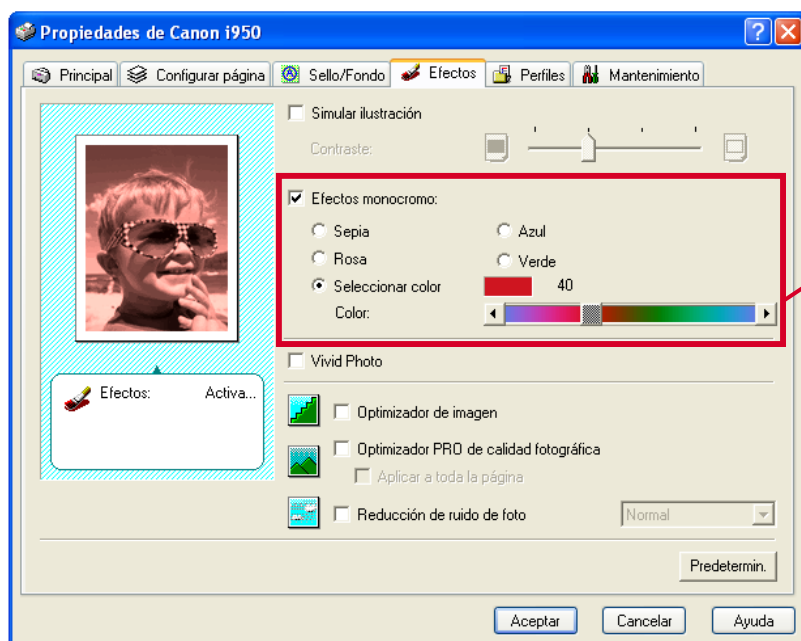 Propiedades de Canon i950
Principal Configurar página Sello/Fondo Efectos Perfiles Mantenimiento
Simular ilustración
Contraste:
Efectos monocromo:
Sepia Azul
Rosa Verde
Seleccionar color 40
Color:
Vivid Photo
Efectos: Activa...
Optimizador de imagen
Optimizador PRO de calidad fotográfica
Aplicar a toda la página
Reducción de ruido de foto Normal
Predetermin.
Aceptar Cancelar Ayuda